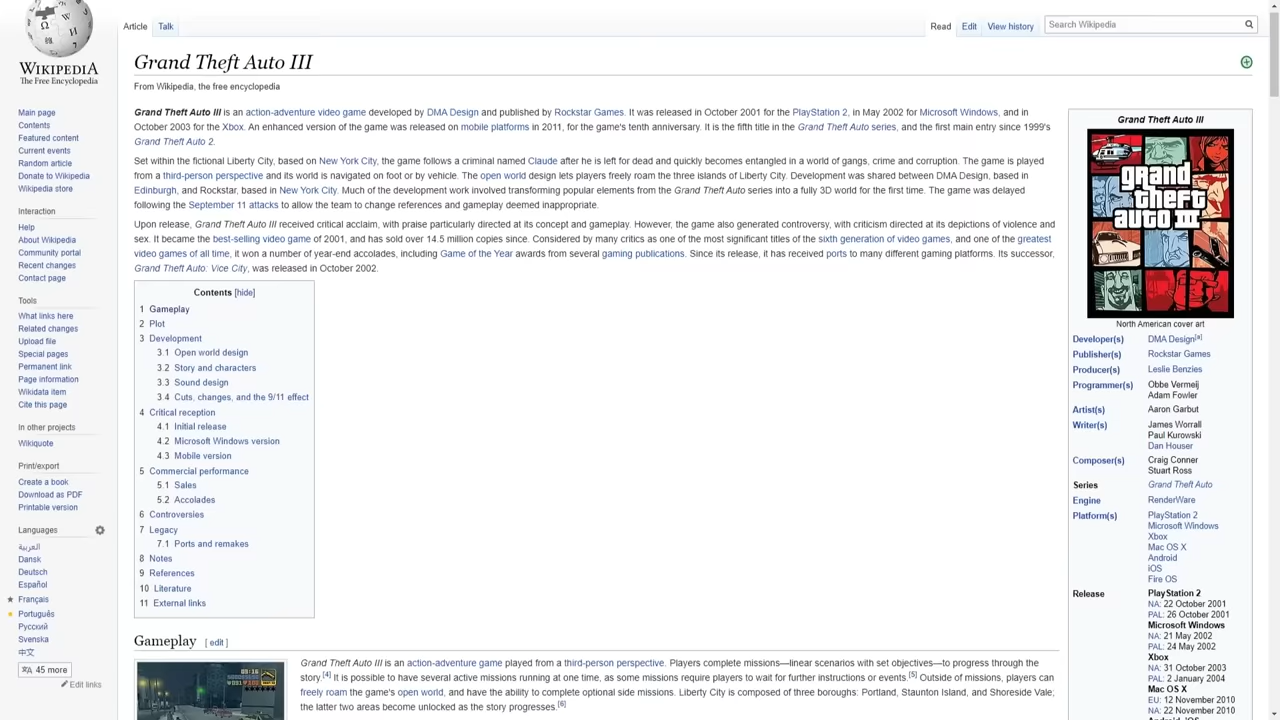 WIKIPEDIA
The Free Encyclopedia
Main page
Contents
Featured content
Current events
Random article
Donate to Wikipedia
Wikipedia store
Interaction
Help
About Wikipedia
Community portal
Recent changes
Contact page
Tools
What links here
Related changes
Upload file
Special pages
Permanent link
Page information
Wikidata item
Cite this page
In other projects
Wikiquote
Print/export
Create a book
Download as PDF
Printable version
Languages
العربية
Dansk
Deutsch
Español
Français
Português
Русский
Svenska
中文
45 more
Edit links
Article Talk
Read Edit View history Search Wikipedia
Grand Theft Auto III
From Wikipedia, the free encyclopedia
Grand Theft Auto III is an action-adventure video game developed by DMA Design and published by Rockstar Games. It was released in October 2001 for the PlayStation 2, in May 2002 for Microsoft Windows, and in
October 2003 for the Xbox. An enhanced version of the game was released on mobile platforms in 2011, for the game's tenth anniversary. It is the fifth title in the Grand Theft Auto series, and the first main entry since 1999's
Grand Theft Auto 2.
Set within the fictional Liberty City, based on New York City, the game follows a criminal named Claude after he is left for dead and quickly becomes entangled in a world of gangs, crime and corruption. The game is played
from a third-person perspective and its world is navigated on foot or by vehicle. The open world design lets players freely roam the three islands of Liberty City. Development was shared between DMA Design, based in
Edinburgh, and Rockstar, based in New York City. Much of the development work involved transforming popular elements from the Grand Theft Auto series into a fully 3D world for the first time. The game was delayed
following the September 11 attacks to allow the team to change references and gameplay deemed inappropriate.
Upon release, Grand Theft Auto III received critical acclaim, with praise particularly directed at its concept and gameplay. However, the game also generated controversy, with criticism directed at its depictions of violence and
sex. It became the best-selling video game of 2001, and has sold over 14.5 million copies since. Considered by many critics as one of the most significant titles of the sixth generation of video games, and one of the greatest
video games of all time, it won a number of year-end accolades, including Game of the Year awards from several gaming publications. Since its release, it has received ports to many different gaming platforms. Its successor,
Grand Theft Auto: Vice City, was released in October 2002.
Contents [hide]
1 Gameplay
2 Plot
3 Development
3.1 Open world design
3.2 Story and characters
3.3 Sound design
3.4 Cuts, changes, and the 9/11 effect
4 Critical reception
4.1 Initial release
4.2 Microsoft Windows version
4.3 Mobile version
5 Commercial performance
5.1 Sales
5.2 Accolades
6 Controversies
7 Legacy
7.1 Ports and remakes
8 Notes
9 References
10 Literature
11 External links
Gameplay [ edit ]
Grand Theft Auto III is an action-adventure game played from a third-person perspective. Players complete missions—linear scenarios with set objectives—to progress through the
story.[4] It is possible to have several active missions running at one time, as some missions require players to wait for further instructions or events.[5] Outside of missions, players can
freely roam the game's open world, and have the ability to complete optional side missions. Liberty City is composed of three boroughs: Portland, Staunton Island, and Shoreside Vale;
the latter two areas become unlocked as the story progresses.[6]
Grand Theft Auto III
grand
theft
auto III
North American cover art
Developer(s) DMA Design[a]
Publisher(s) Rockstar Games
Producer(s) Leslie Benzies
Programmer(s) Obbe Vermeij
Adam Fowler
Artist(s) Aaron Garbut
Writer(s) James Worrall
Paul Kurowski
Dan Houser
Composer(s) Craig Conner
Stuart Ross
Series Grand Theft Auto
Engine RenderWare
Platform(s) PlayStation 2
Microsoft Windows
Xbox
Mac OS X
Android
iOS
Fire OS
Release PlayStation 2
NA: 22 October 2001
PAL: 26 October 2001
Microsoft Windows
NA: 21 May 2002
PAL: 24 May 2002
Xbox
NA: 31 October 2003
PAL: 2 January 2004
Mac OS X
EU: 12 November 2010
NA: 22 November 2010